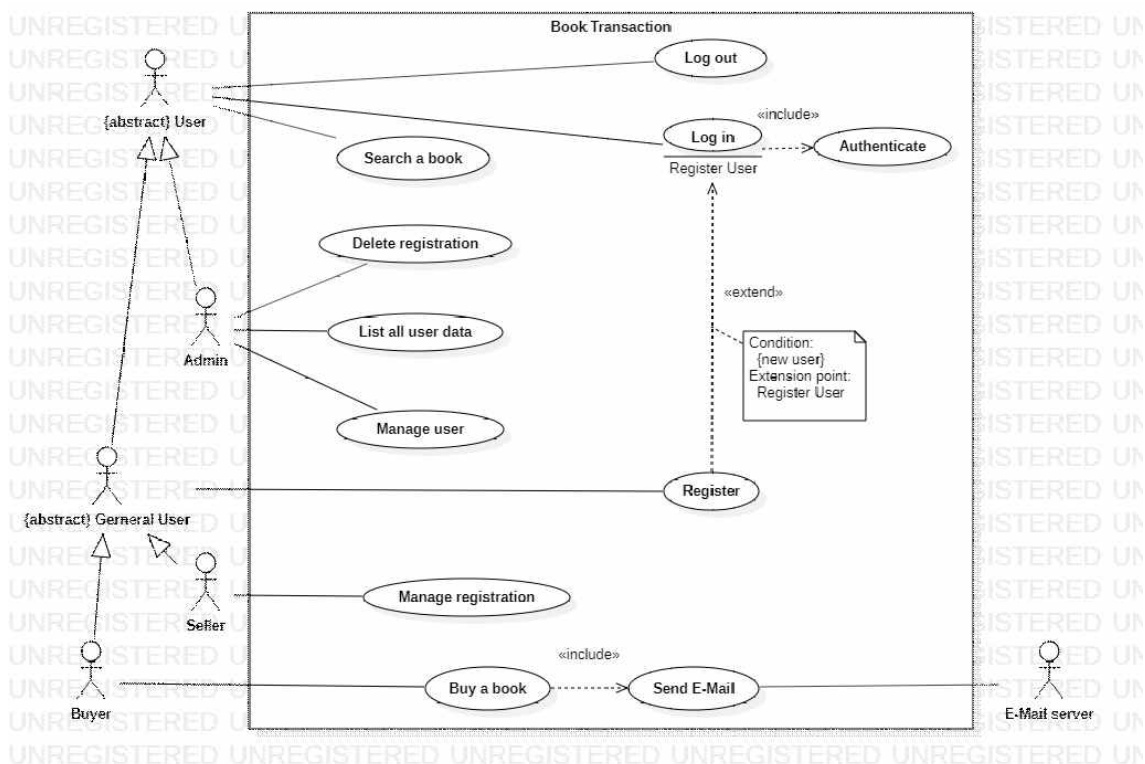 Book Transaction
Log out
{abstract} User
«include»
Log in
Authenticate
Search a book
Register User
Delete registration
«extend»
List all user data
Admin
Condition:
{new user}
Extension point:
Register User
Manage user
Register
{abstract} Gerneral User
Manage registration
Seller
«include»
Buy a book
Send E-Mail
Buyer
E-Mail server
UNREGISTERED UNREGISTERED UNREGISTERED UNREGISTERED UNREGISTERED UN